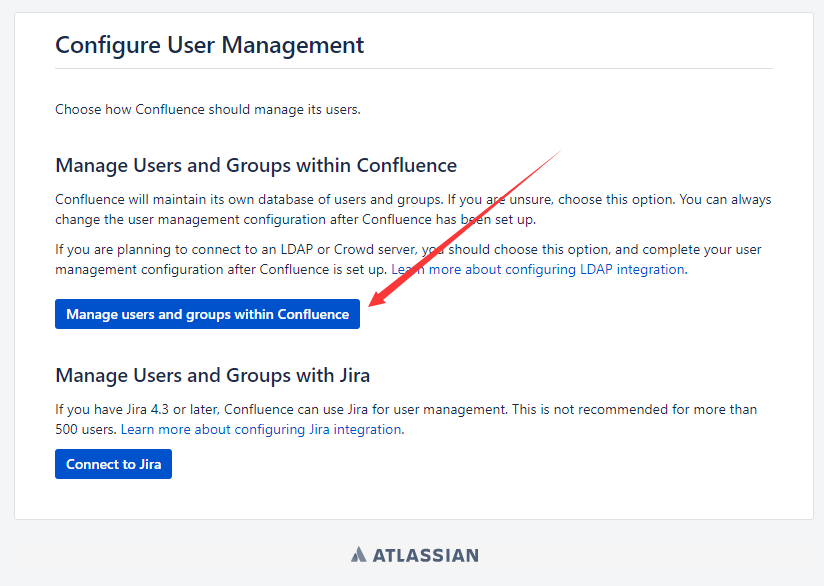 Configure User Management
Choose how Confluence should manage its users.
Manage Users and Groups within Confluence
Confluence will maintain its own database of users and groups. If you are unsure, choose this option. You can always
change the user management configuration after Confluence has been set up.
If you are planning to connect to an LDAP or Crowd server, you should choose this option, and complete your user
management configuration after Confluence is set up. Learn more about configuring LDAP integration.
Manage users and groups within Confluence
Manage Users and Groups with Jira
If you have Jira 4.3 or later, Confluence can use Jira for user management. This is not recommended for more than
500 users. Learn more about configuring Jira integration.
Connect to Jira
ATLASSIAN